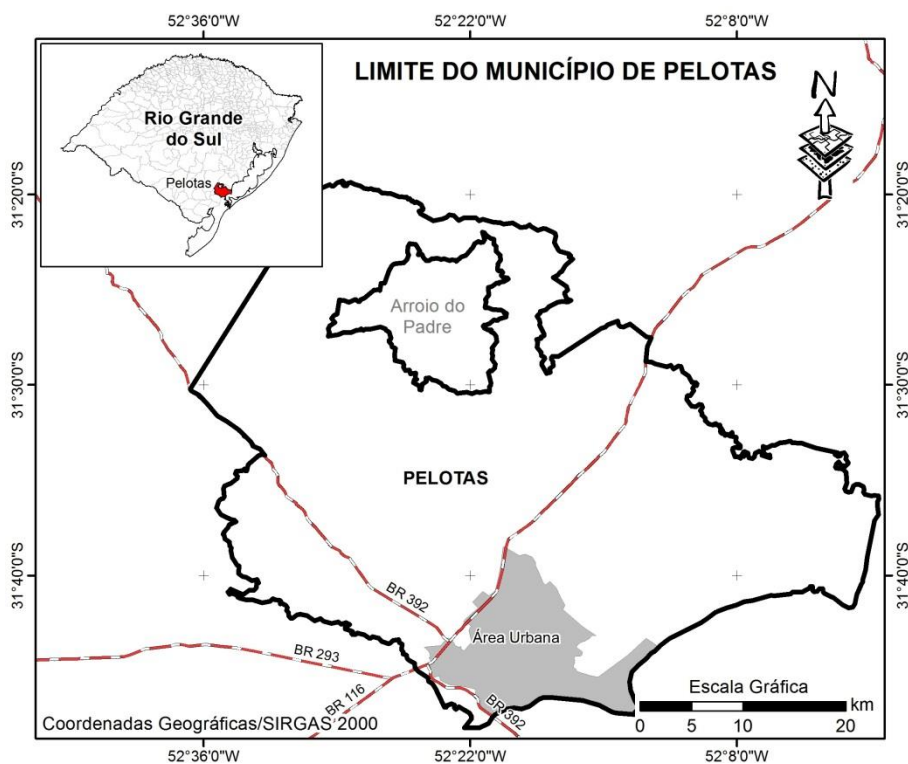 52°36'0"W
52°22'0"W
52°8'0"W
LIMITE DO MUNICÍPIO DE PELOTAS
N
Rio Grande
do Sul
Pelotas
31°20'0"S
31°20'0"S
Arroio do
Padre
31°30'0"S
31°30'0"S
PELOTAS
31°40'0"S
31°40'0"S
BR 392
Área Urbana
BR 293
BR 116
BR 392
Escala Gráfica
km
0 5 10 20
Coordenadas Geográficas/SIRGAS 2000
52°36'0"W
52°22'0"W
52°8'0"W